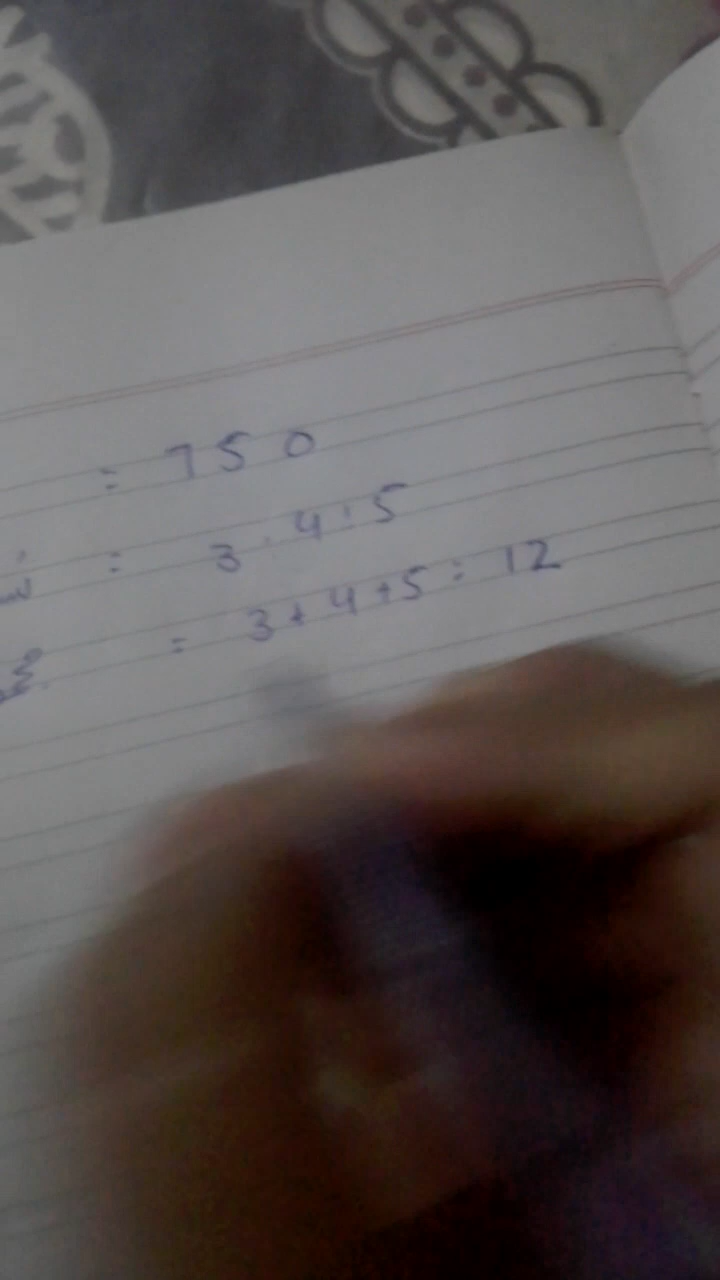 = 750
= 3:4:5
= 3+4+5= 12